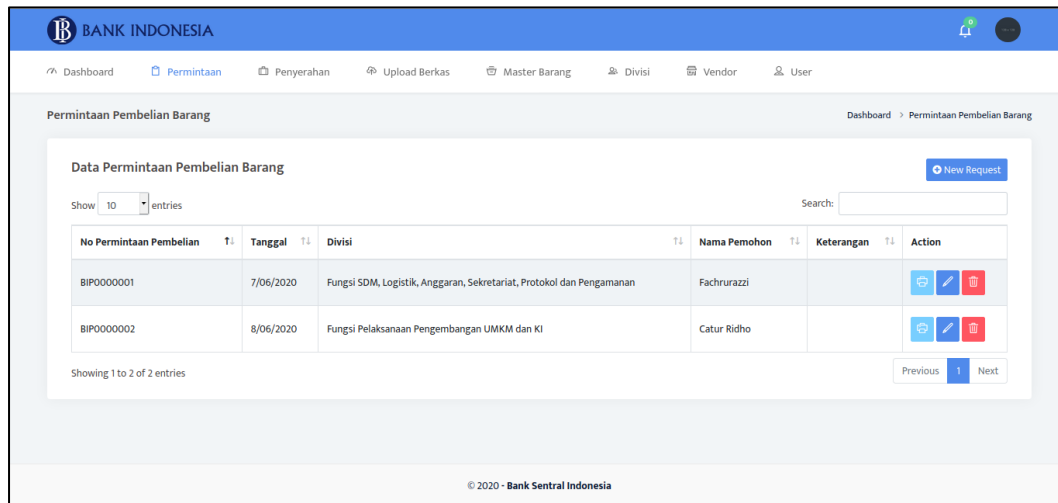 BANK INDONESIA 0
Dashboard Permintaan Penyerahan Upload Berkas Master Barang Divisi Vendor User
Permintaan Pembelian Barang Dashboard > Permintaan Pembelian Barang
Data Permintaan Pembelian Barang New Request
Show 10 entries Search:
No Permintaan Pembelian Tanggal Divisi Nama Pemohon Keterangan Action
BIP0000001 7/06/2020 Fungsi SDM, Logistik, Anggaran, Sekretariat, Protokol dan Pengamanan Fachrurazzi
BIP0000002 8/06/2020 Fungsi Pelaksanaan Pengembangan UMKM dan KI Catur Ridho
Showing 1 to 2 of 2 entries Previous 1 Next
© 2020 - Bank Sentral Indonesia